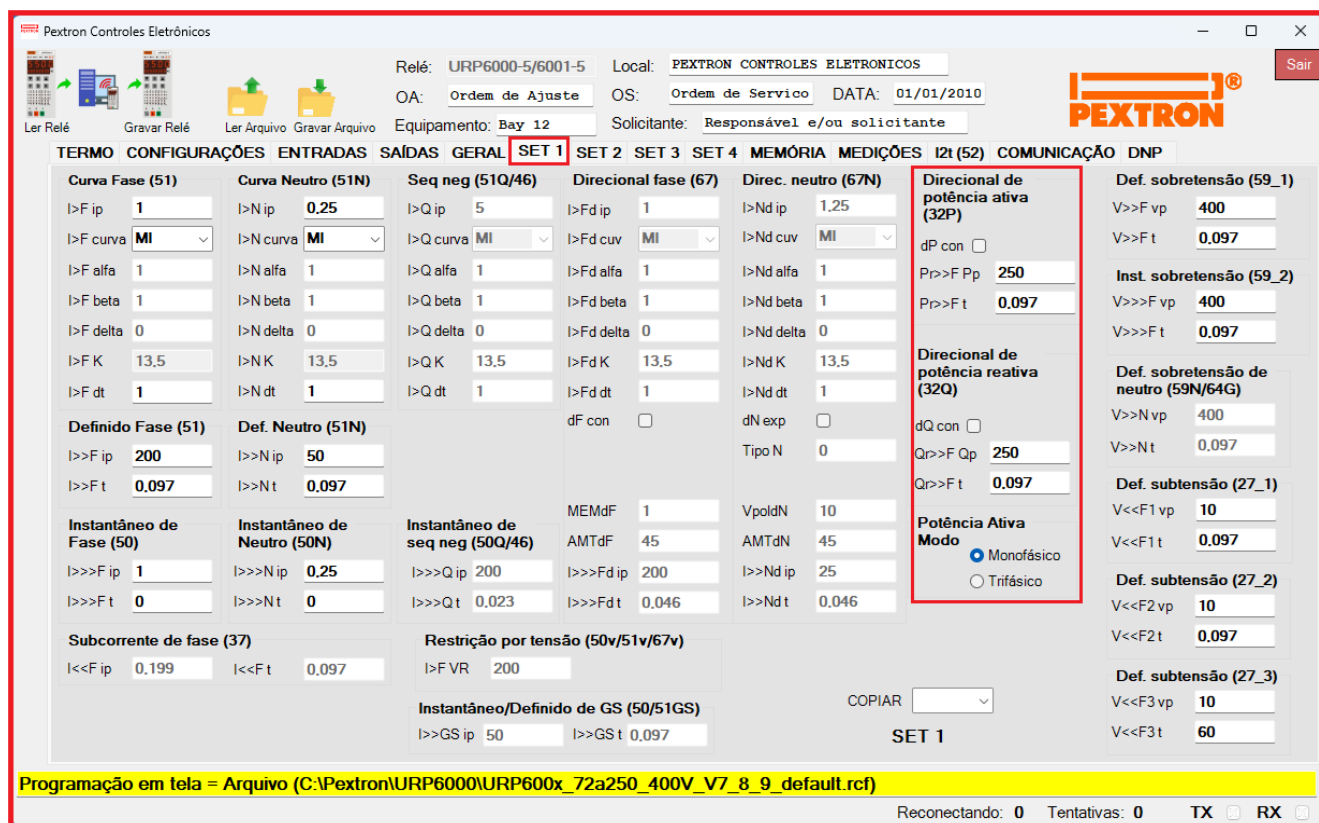 Pextron Controles Eletrônicos
Ler Relé
Gravar Relé
Ler Arquivo
Gravar Arquivo
Relé: URP6000-5/6001-5
Local: PEXTRON CONTROLES ELETRONICOS
OA: Ordem de Ajuste
OS: Ordem de Servico
DATA: 01/01/2010
Equipamento: Bay 12
Solicitante: Responsável e/ou solicitante
PEXTRON®
Sair
TERMO CONFIGURAÇÕES ENTRADAS SAÍDAS GERAL SET 1 SET 2 SET 3 SET 4 MEMÓRIA MEDIÇÕES I2t (52) COMUNICAÇÃO DNP
Curva Fase (51)
I>F ip 1
I>F curva MI
I>F alfa 1
I>F beta 1
I>F delta 0
I>F K 13,5
I>F dt 1
Definido Fase (51)
I>>F ip 200
I>>F t 0,097
Instantâneo de
Fase (50)
I>>>F ip 1
I>>>F t 0
Curva Neutro (51N)
I>N ip 0,25
I>N curva MI
I>N alfa 1
I>N beta 1
I>N delta 0
I>N K 13,5
I>N dt 1
Def. Neutro (51N)
I>>N ip 50
I>>N t 0,097
Instantâneo de
Neutro (50N)
I>>>N ip 0,25
I>>>N t 0
Subcorrente de fase (37)
I<<F ip 0,199
I<<F t 0,097
Seq neg (51Q/46)
I>Q ip 5
I>Q curva MI
I>Q alfa 1
I>Q beta 1
I>Q delta 0
I>Q K 13,5
I>Q dt 1
Instantâneo de
seq neg (50Q/46)
I>>>Q ip 200
I>>>Q t 0,023
Direcional fase (67)
I>Fd ip 1
I>Fd cuv MI
I>Fd alfa 1
I>Fd beta 1
I>Fd delta 0
I>Fd K 13,5
I>Fd dt 1
dF con
MEMdF 1
AMTdF 45
I>>>Fd ip 200
I>>>Fd t 0,046
Restrição por tensão (50v/51v/67v)
I>F VR 200
Instantâneo/Definido de GS (50/51GS)
I>>GS ip 50
I>>GS t 0,097
Direc. neutro (67N)
I>Nd ip 1,25
I>Nd cuv MI
I>Nd alfa 1
I>Nd beta 1
I>Nd delta 0
I>Nd K 13,5
I>Nd dt 1
dN exp
Tipo N 0
VpoldN 10
AMTdN 45
I>>Nd ip 25
I>>Nd t 0,046
Direcional de
potência ativa
(32P)
dP con
Pr>>F Pp 250
Pr>>F t 0,097
Direcional de
potência reativa
(32Q)
dQ con
Qr>>F Qp 250
Qr>>F t 0,097
Potência Ativa
Modo
Monofásico
Trifásico
COPIAR
SET 1
Def. sobretensão (59_1)
V>>F vp 400
V>>F t 0,097
Inst. sobretensão (59_2)
V>>>F vp 400
V>>>F t 0,097
Def. sobretensão de
neutro (59N/64G)
V>>N vp 400
V>>N t 0,097
Def. subtensão (27_1)
V<<F1 vp 10
V<<F1 t 0,097
Def. subtensão (27_2)
V<<F2 vp 10
V<<F2 t 0,097
Def. subtensão (27_3)
V<<F3 vp 10
V<<F3 t 60
Programação em tela = Arquivo (C:\Pextron\URP6000\URP600x_72a250_400V_V7_8_9_default.rcf)
Reconectando: 0 Tentativas: 0 TX RX